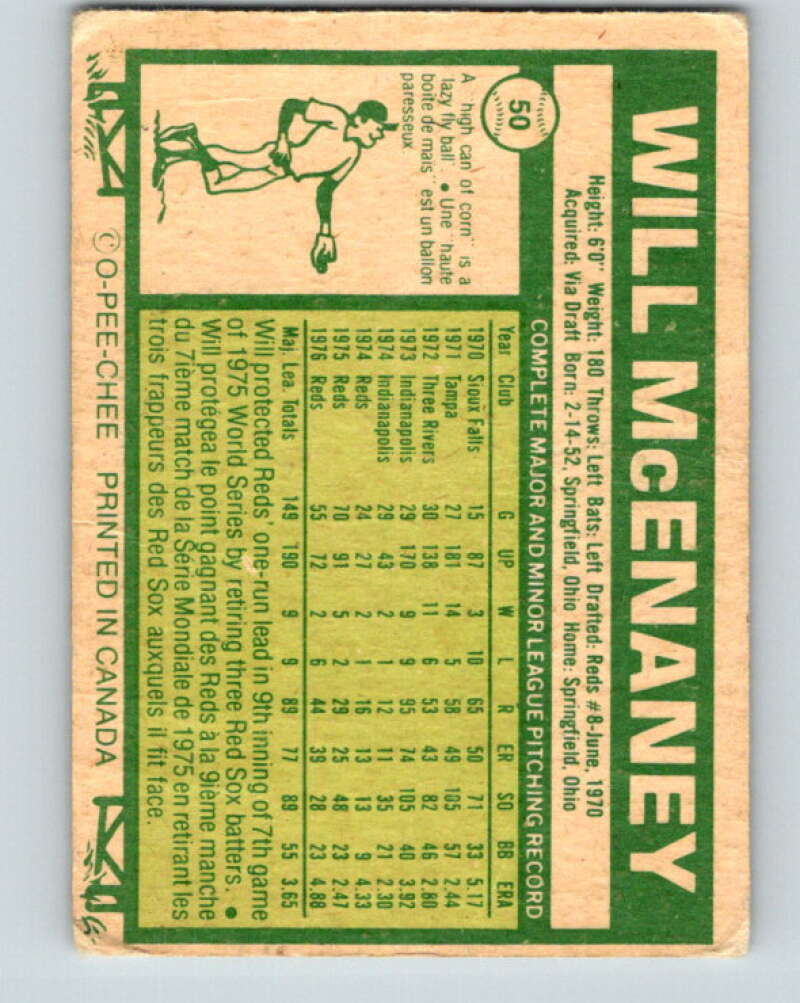 WILL McENANEY
Height: 6'0" Weight: 180 Throws: Left Bats: Left Drafted: Reds #8-June, 1970
Acquired: Via Draft Born: 2-14-52, Springfield, Ohio Home: Springfield, Ohio
50
COMPLETE MAJOR AND MINOR LEAGUE PITCHING RECORD
A "high can of corn" is a
lazy fly ball". • Une "haute
boite de mais" est un ballon
paresseux.
Year Club G UP W L R ER SO BB ERA
1970 Sioux Falls 15 87 3 10 65 50 71 33 5.17
1971 Tampa 27 181 14 5 58 49 105 57 2.44
1972 Three Rivers 30 138 11 6 53 43 82 46 2.80
1973 Indianapolis 29 170 9 9 95 74 105 40 3.92
1974 Indianapolis 29 43 2 1 12 11 35 21 2.30
1974 Reds 24 27 2 1 16 13 13 9 4.33
1975 Reds 70 91 5 2 29 25 48 23 2.47
1976 Reds 55 72 2 6 44 39 28 23 4.88
Maj. Lea. Totals 149 190 9 9 89 77 89 55 3.65
Will protected Reds' one-run lead in 9th inning of 7th game
of 1975 World Series by retiring three Red Sox batters. •
Will protégea le point gagnant des Reds à la 9ième manche
du 7ième match de la Série Mondiale de 1975 en retirant les
trois frappeurs des Red Sox auxquels il fit face.
© O-PEE-CHEE PRINTED IN CANADA